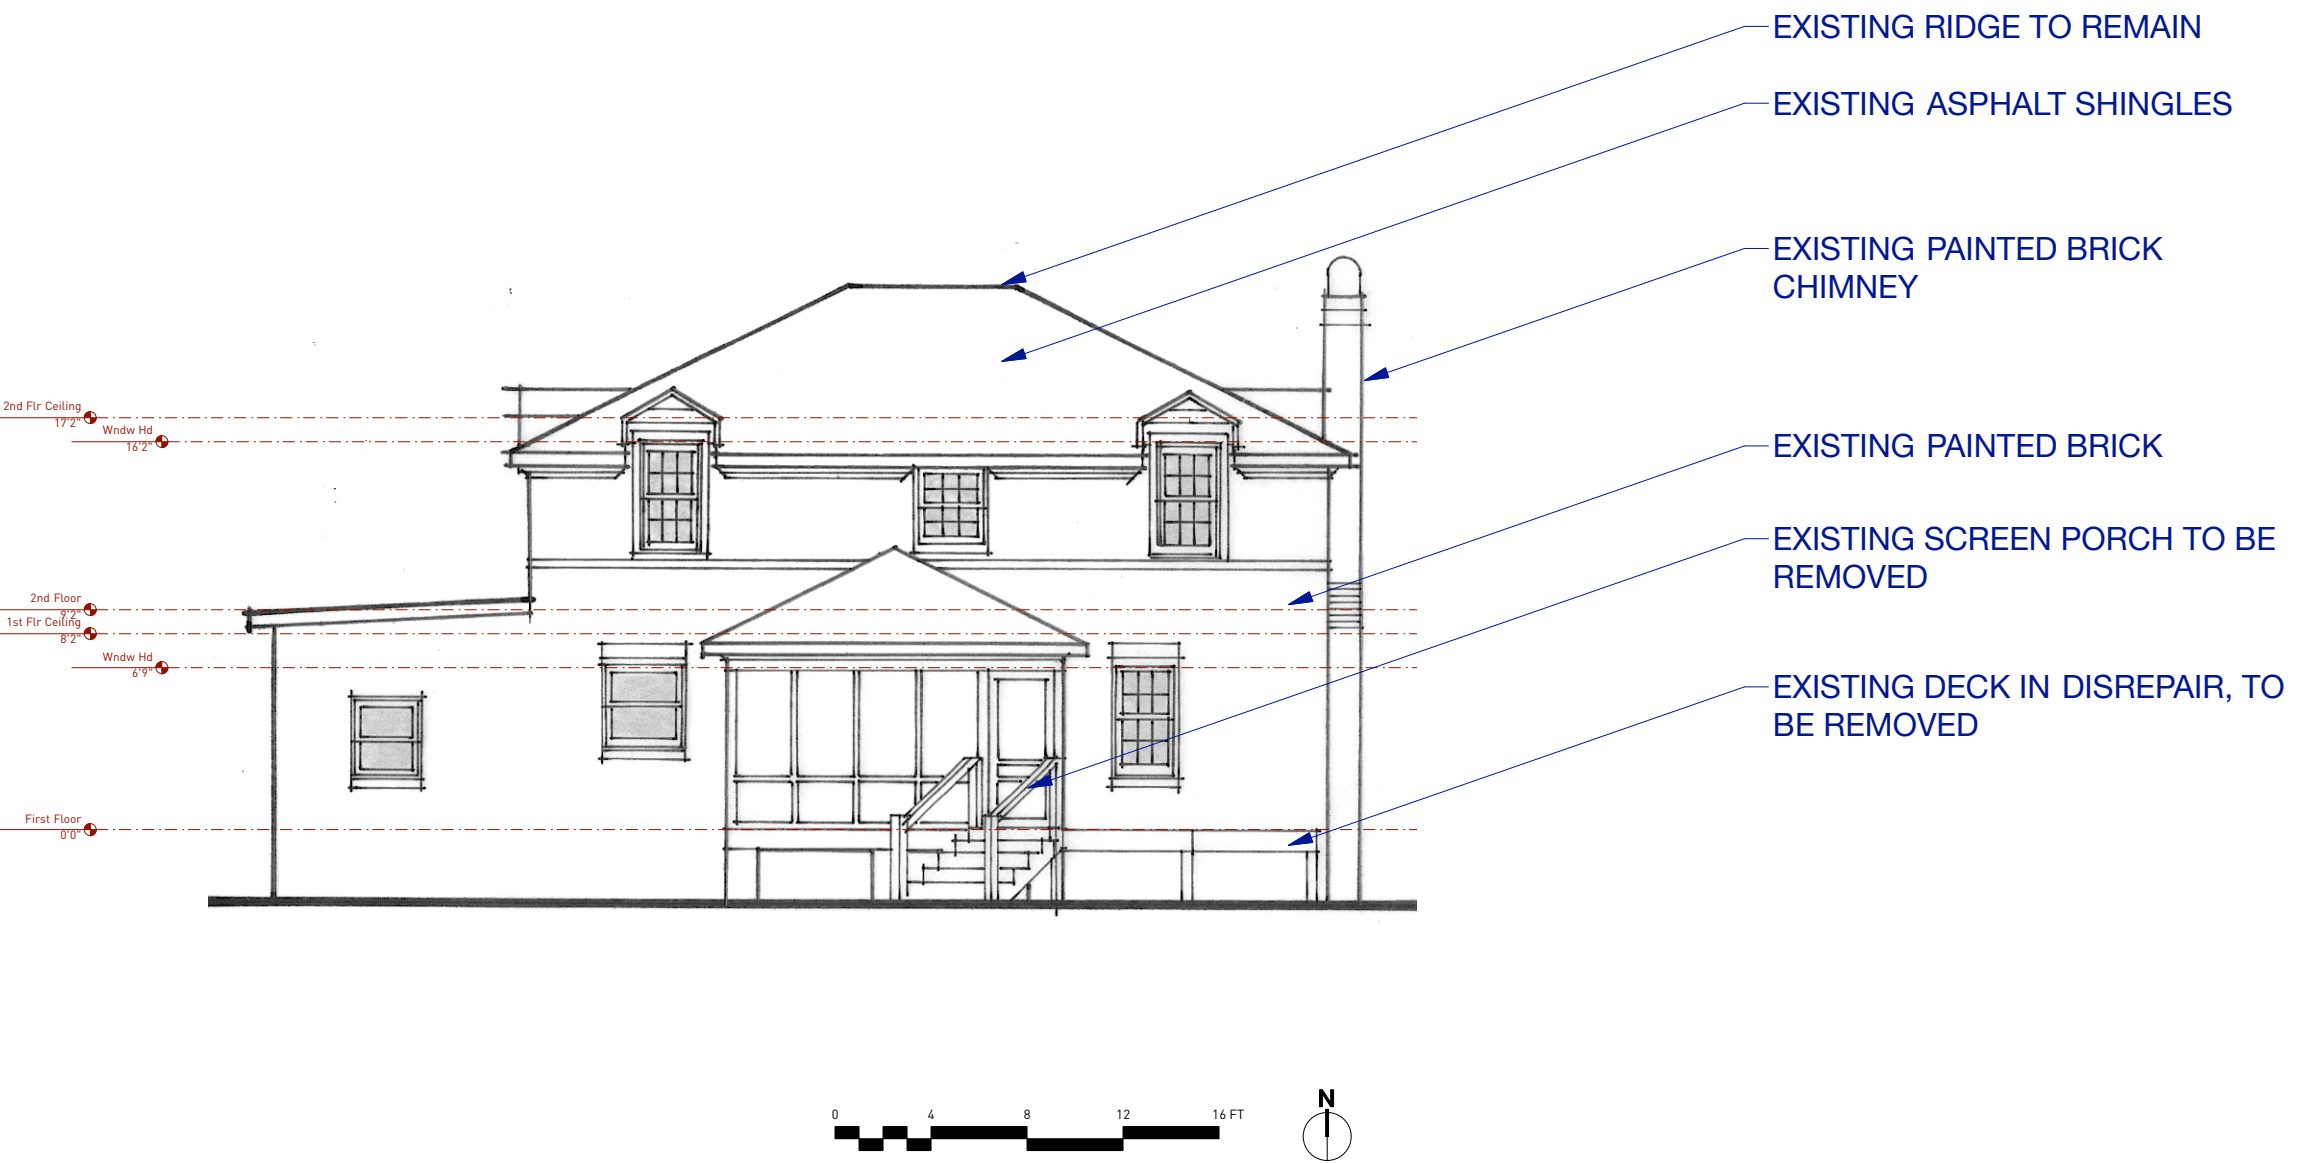 EXISTING RIDGE TO REMAIN
EXISTING ASPHALT SHINGLES
EXISTING PAINTED BRICK
CHIMNEY
2nd Flr Ceiling
17'2"
Wndw Hd
16'2"
EXISTING PAINTED BRICK
EXISTING SCREEN PORCH TO BE
REMOVED
2nd Floor
9'2"
1st Flr Ceiling
8'2"
Wndw Hd
6'9"
EXISTING DECK IN DISREPAIR, TO
BE REMOVED
First Floor
0'0"
N
0 4 8 12 16 FT